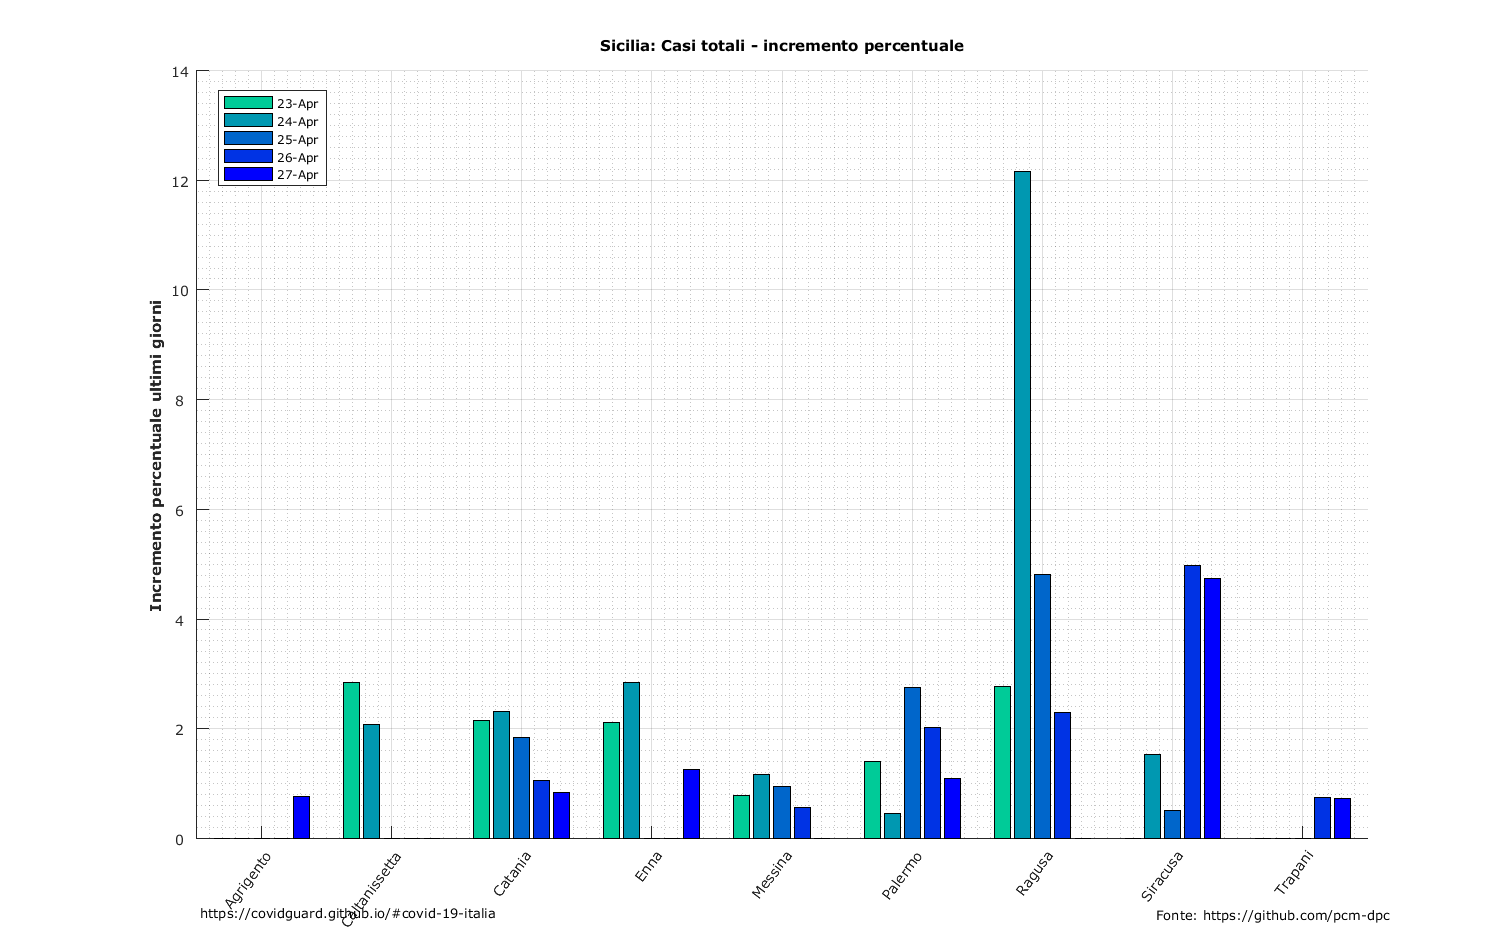 Sicilia: Casi totali - incremento percentuale
14
12
10
8
6
4
2
0
Incremento percentuale ultimi giorni
23-Apr
24-Apr
25-Apr
26-Apr
27-Apr
Agrigento
Caltanissetta
Catania
Enna
Messina
Palermo
Ragusa
Siracusa
Trapani
https://covidguard.github.io/#covid-19-italia
Fonte: https://github.com/pcm-dpc